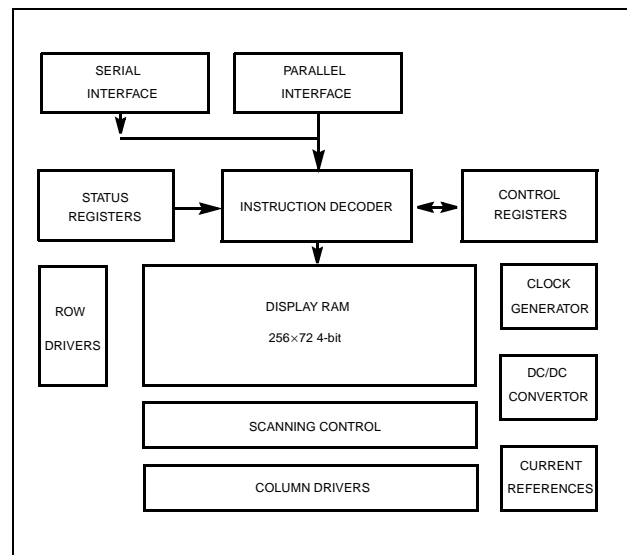 SERIAL
INTERFACE
PARALLEL
INTERFACE
STATUS
REGISTERS
INSTRUCTION DECODER
CONTROL
REGISTERS
ROW
DRIVERS
DISPLAY RAM
256×72 4-bit
CLOCK
GENERATOR
DC/DC
CONVERTOR
SCANNING CONTROL
COLUMN DRIVERS
CURRENT
REFERENCES